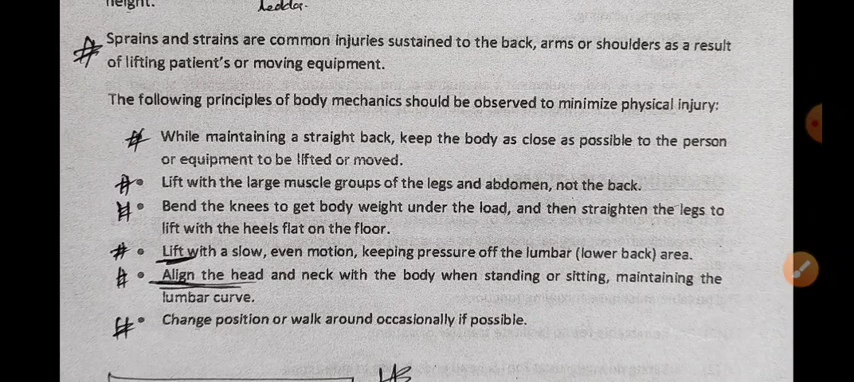 height.
Sprains and strains are common injuries sustained to the back, arms or shoulders as a result
of lifting patient's or moving equipment.
The following principles of body mechanics should be observed to minimize physical injury:
# While maintaining a straight back, keep the body as close as possible to the person
or equipment to be lifted or moved.
# • Lift with the large muscle groups of the legs and abdomen, not the back.
# • Bend the knees to get body weight under the load, and then straighten the legs to
lift with the heels flat on the floor.
# • Lift with a slow, even motion, keeping pressure off the lumbar (lower back) area.
# • Align the head and neck with the body when standing or sitting, maintaining the
lumbar curve.
# • Change position or walk around occasionally if possible.